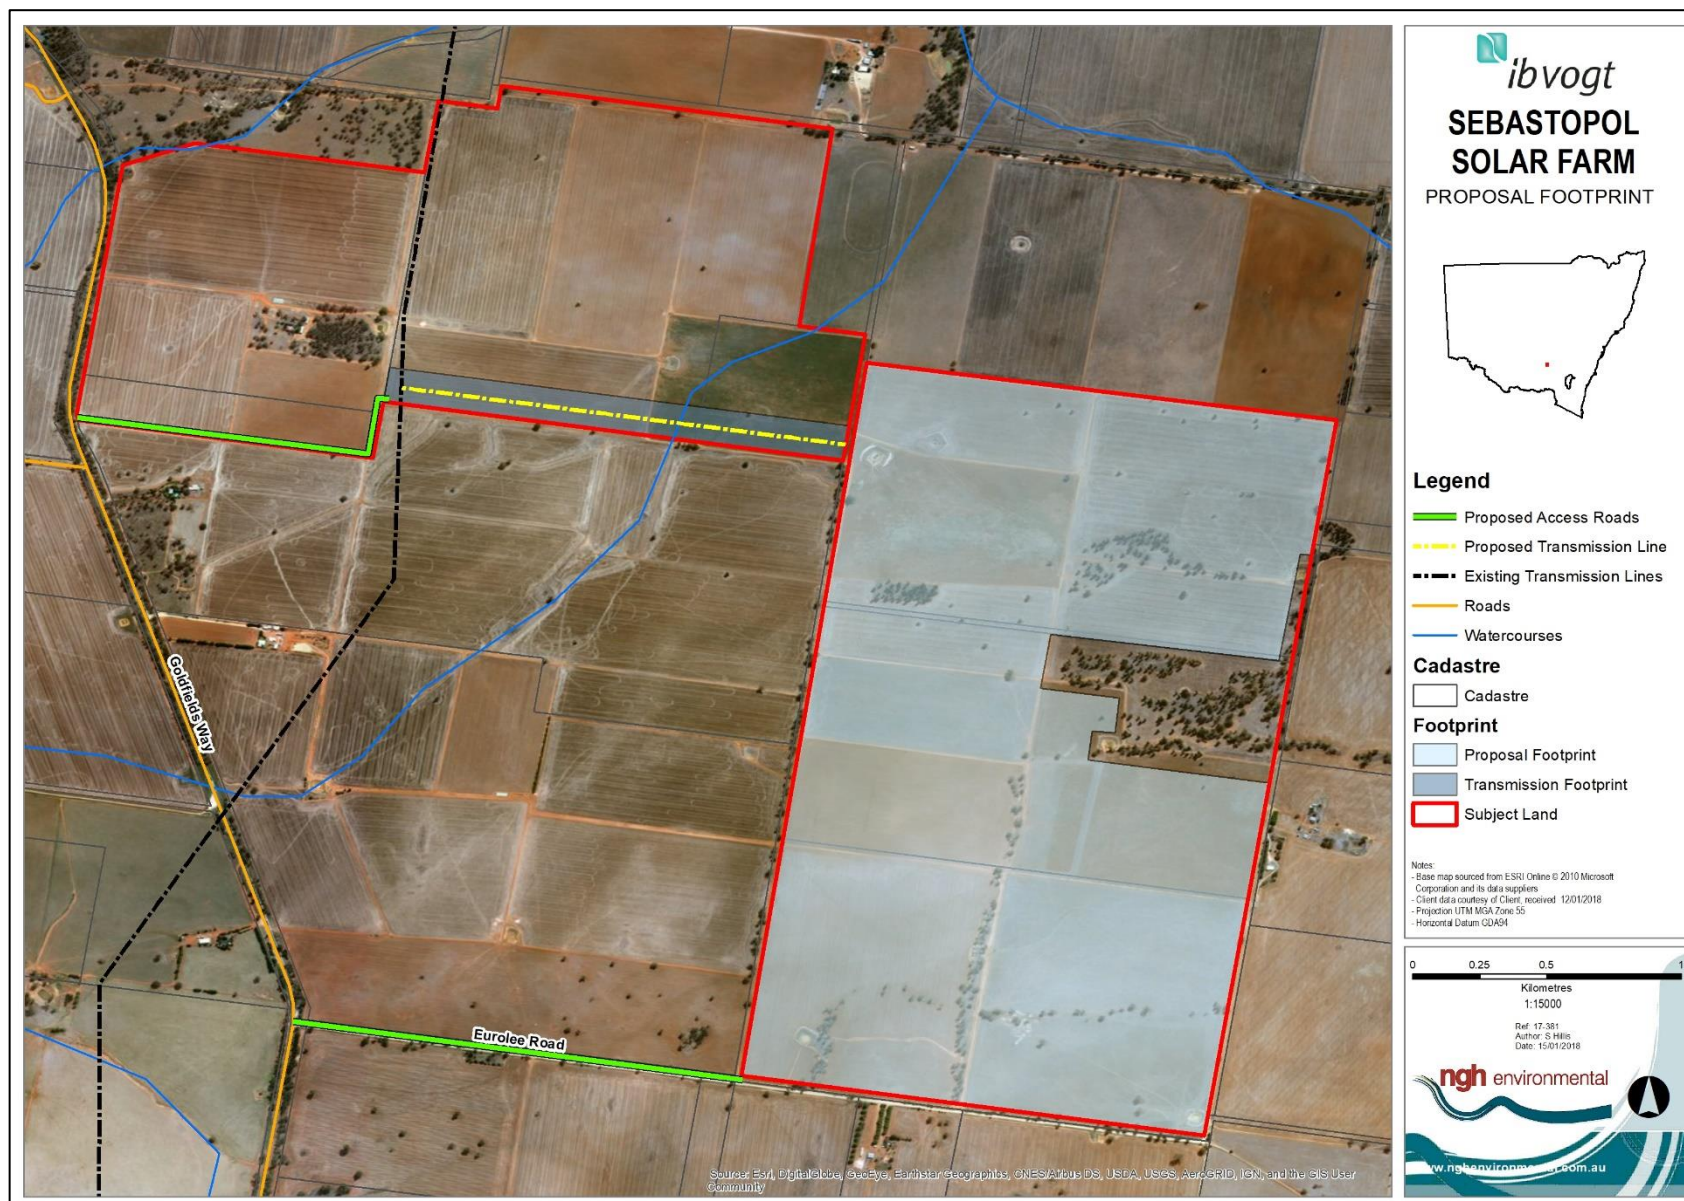 ibvogt
SEBASTOPOL
SOLAR FARM
PROPOSAL FOOTPRINT
Legend
Proposed Access Roads
Proposed Transmission Line
Existing Transmission Lines
Roads
Watercourses
Cadastre
Cadastre
Footprint
Proposal Footprint
Transmission Footprint
Subject Land
Notes:
- Base map sourced from ESRI Online © 2010 Microsoft
Corporation and its data suppliers
- Client data courtesy of Client, received 12/01/2018
- Projection UTM MGA Zone 55
- Horizontal Datum GDA94
0 0.25 0.5 1
Kilometres
1:15000
Ref: 17-381
Author: S Hillis
Date: 15/01/2018
ngh environmental
www.nghenvironmental.com.au
Goldfields Way
Eurolee Road
Source: Esri, DigitalGlobe, GeoEye, Earthstar Geographics, CNES/Airbus DS, USDA, USGS, AeroGRID, IGN, and the GIS User
Community